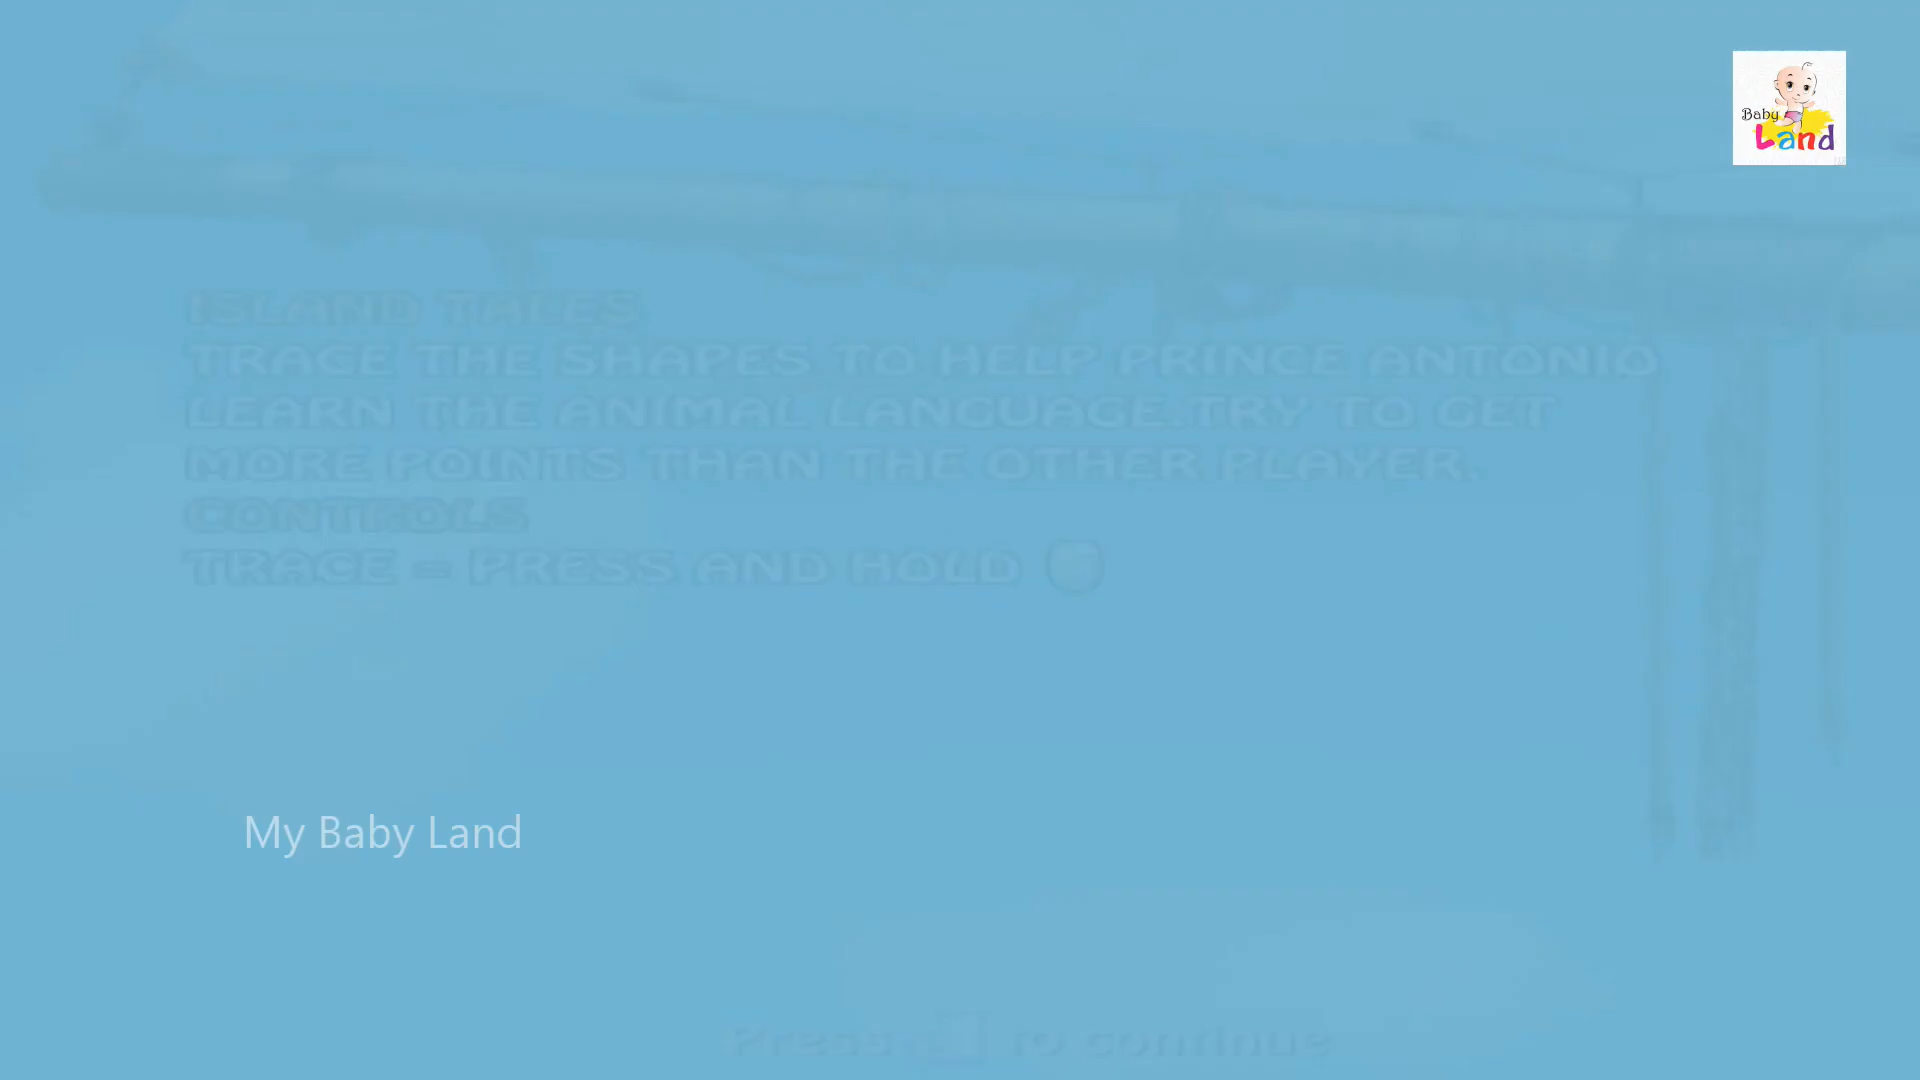 Baby
Land
ISLAND TALES
TRACE THE SHAPES TO HELP PRINCE ANTONIO
LEARN THE ANIMAL LANGUAGE.TRY TO GET
MORE POINTS THAN THE OTHER PLAYER.
CONTROLS
TRACE = PRESS AND HOLD
My Baby Land
Press to continue